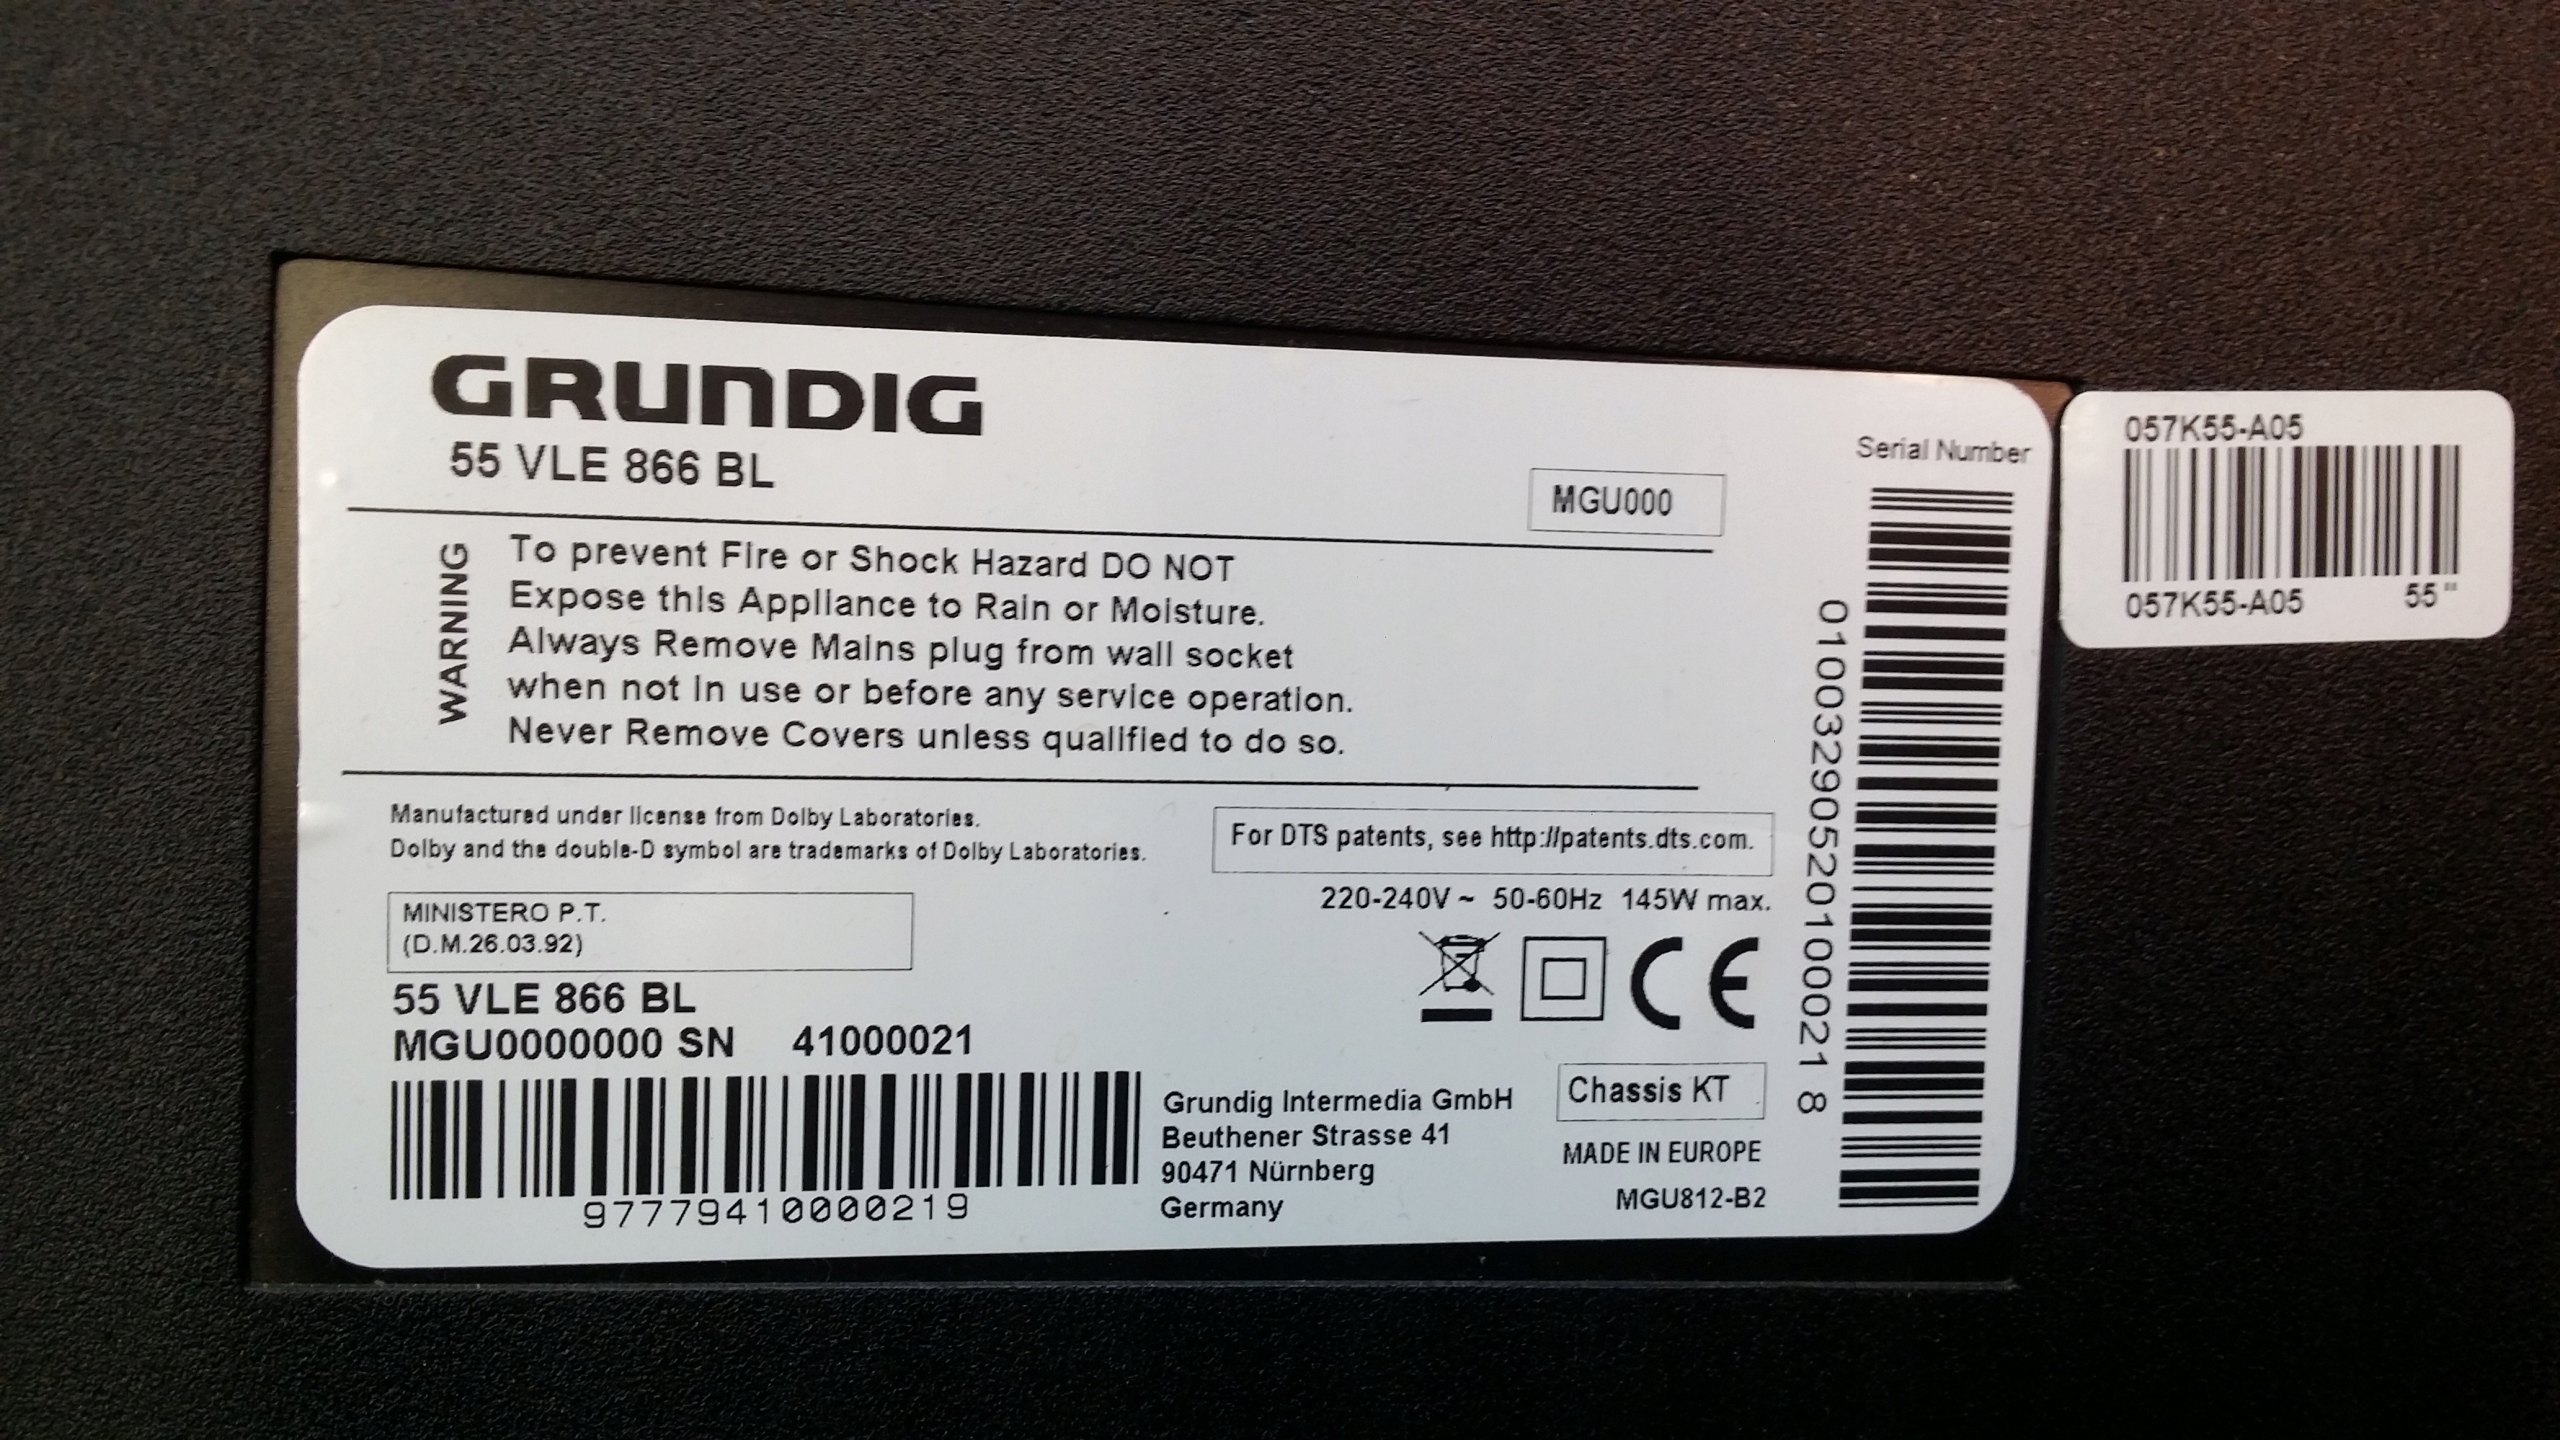 GRUNDIG
55 VLE 866 BL
MGU000
WARNING
To prevent Fire or Shock Hazard DO NOT
Expose this Appliance to Rain or Moisture.
Always Remove Mains plug from wall socket
when not in use or before any service operation.
Never Remove Covers unless qualified to do so.
Manufactured under license from Dolby Laboratories.
Dolby and the double-D symbol are trademarks of Dolby Laboratories.
For DTS patents, see http://patents.dts.com.
220-240V ~ 50-60Hz 145W max.
MINISTERO P.T.
(D.M.26.03.92)
55 VLE 866 BL
MGU0000000 SN 41000021
97779410000219
Grundig Intermedia GmbH
Beuthener Strasse 41
90471 Nürnberg
Germany
CE
Chassis KT
MADE IN EUROPE
MGU812-B2
Serial Number
01003290520100021 8
057K55-A05
057K55-A05 55"